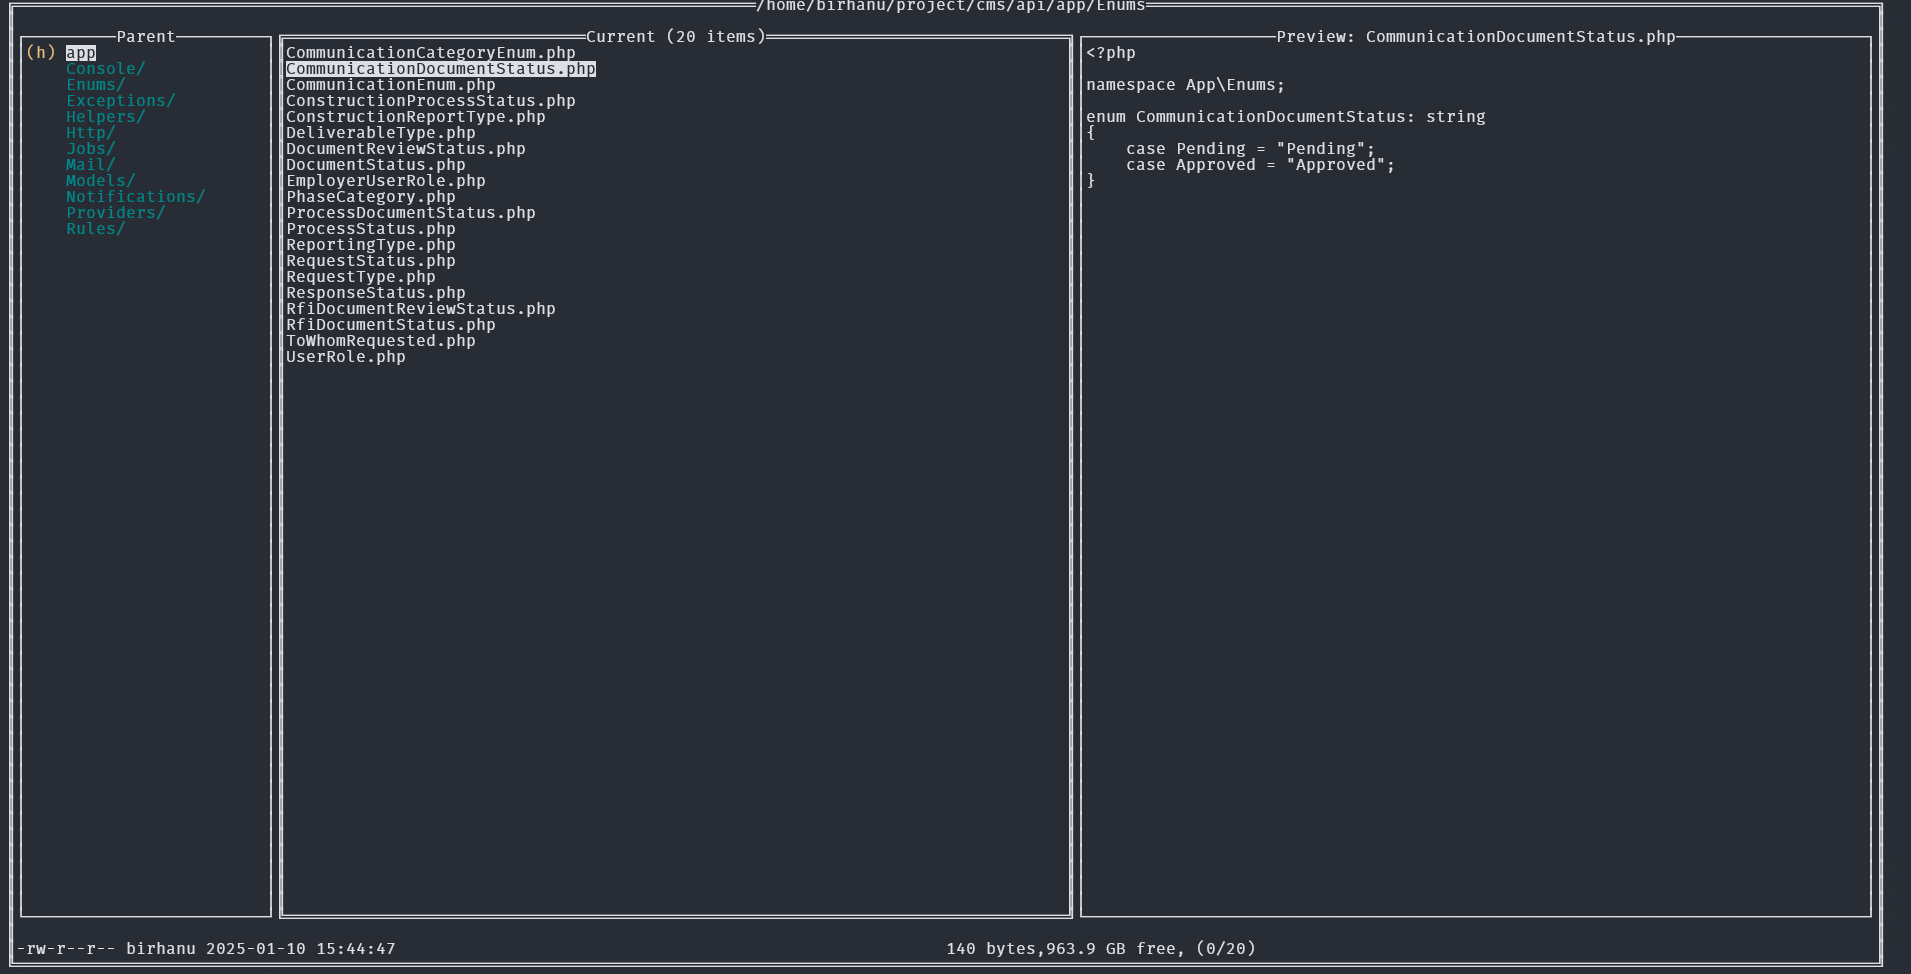 /home/birhanu/project/cms/api/app/Enums
Parent
(h) app
Console/
Enums/
Exceptions/
Helpers/
Http/
Jobs/
Mail/
Models/
Notifications/
Providers/
Rules/
Current (20 items)
CommunicationCategoryEnum.php
CommunicationDocumentStatus.php
CommunicationEnum.php
ConstructionProcessStatus.php
ConstructionReportType.php
DeliverableType.php
DocumentReviewStatus.php
DocumentStatus.php
EmployerUserRole.php
PhaseCategory.php
ProcessDocumentStatus.php
ProcessStatus.php
ReportingType.php
RequestStatus.php
RequestType.php
ResponseStatus.php
RfiDocumentReviewStatus.php
RfiDocumentStatus.php
ToWhomRequested.php
UserRole.php
Preview: CommunicationDocumentStatus.php
<?php
namespace App\Enums;
enum CommunicationDocumentStatus: string
{
    case Pending = "Pending";
    case Approved = "Approved";
}
-rw-r--r-- birhanu 2025-01-10 15:44:47
140 bytes,963.9 GB free, (0/20)